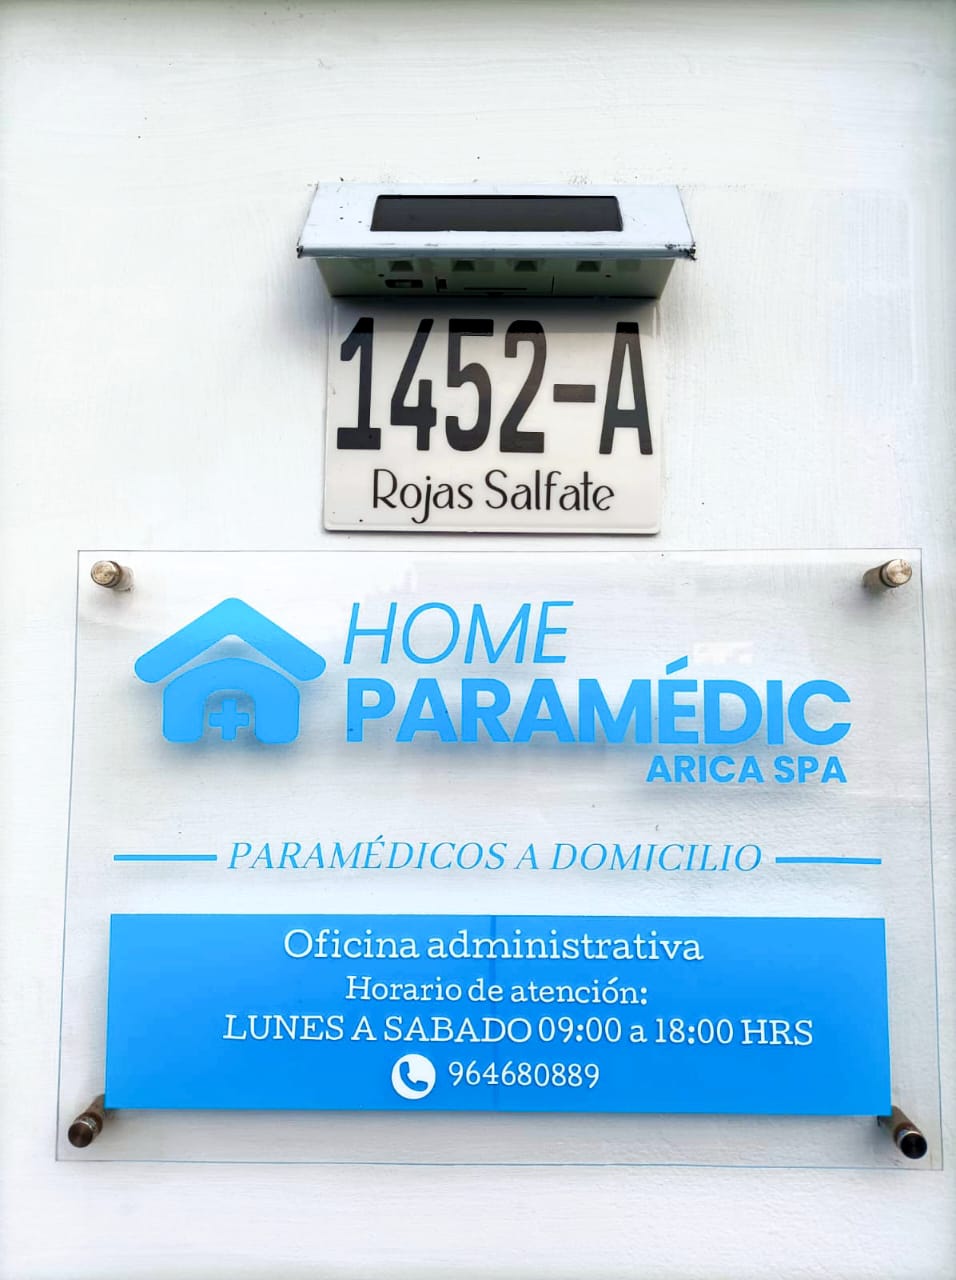 1452-A
Rojas Salfate
HOME
PARAMÉDIC
ARICA SPA
PARAMÉDICOS A DOMICILIO
Oficina administrativa
Horario de atención:
LUNES A SABADO 09:00 a 18:00 HRS
964680889